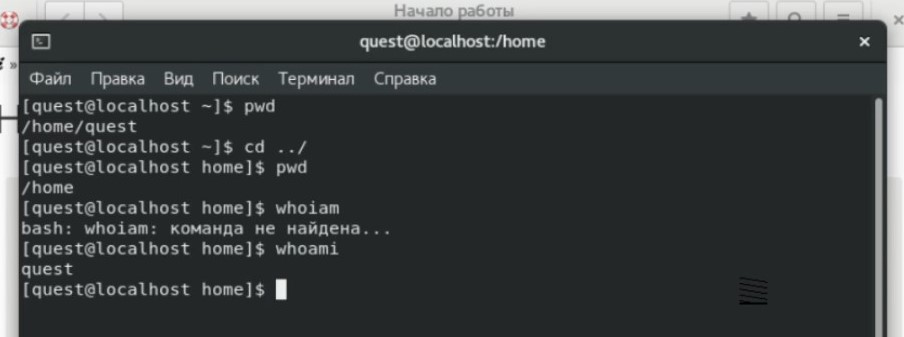 Начало работы
quest@localhost:/home
Файл Правка Вид Поиск Терминал Справка
[quest@localhost ~]$ pwd
/home/quest
[quest@localhost ~]$ cd ../
[quest@localhost home]$ pwd
/home
[quest@localhost home]$ whoiam
bash: whoiam: команда не найдена...
[quest@localhost home]$ whoami
quest
[quest@localhost home]$